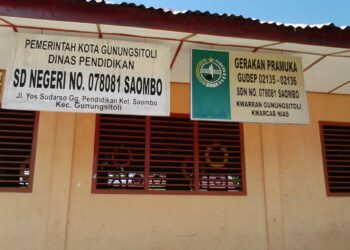 PEMERINTAH KOTA GUNUNGSITOLI
DINAS PENDIDIKAN
SD NEGERI NO. 078081 SAOMBO
Jl. Yos Sudarso Gg. Pendidikan Kel. Saombo
Kec. Gunungsitoli
GERAKAN PRAMUKA
GUDEP 02135 - 02136
SDN NO. 078081 SAOMBO
KWARRAN GUNUNGSITOLI
KWARCAB NIAS